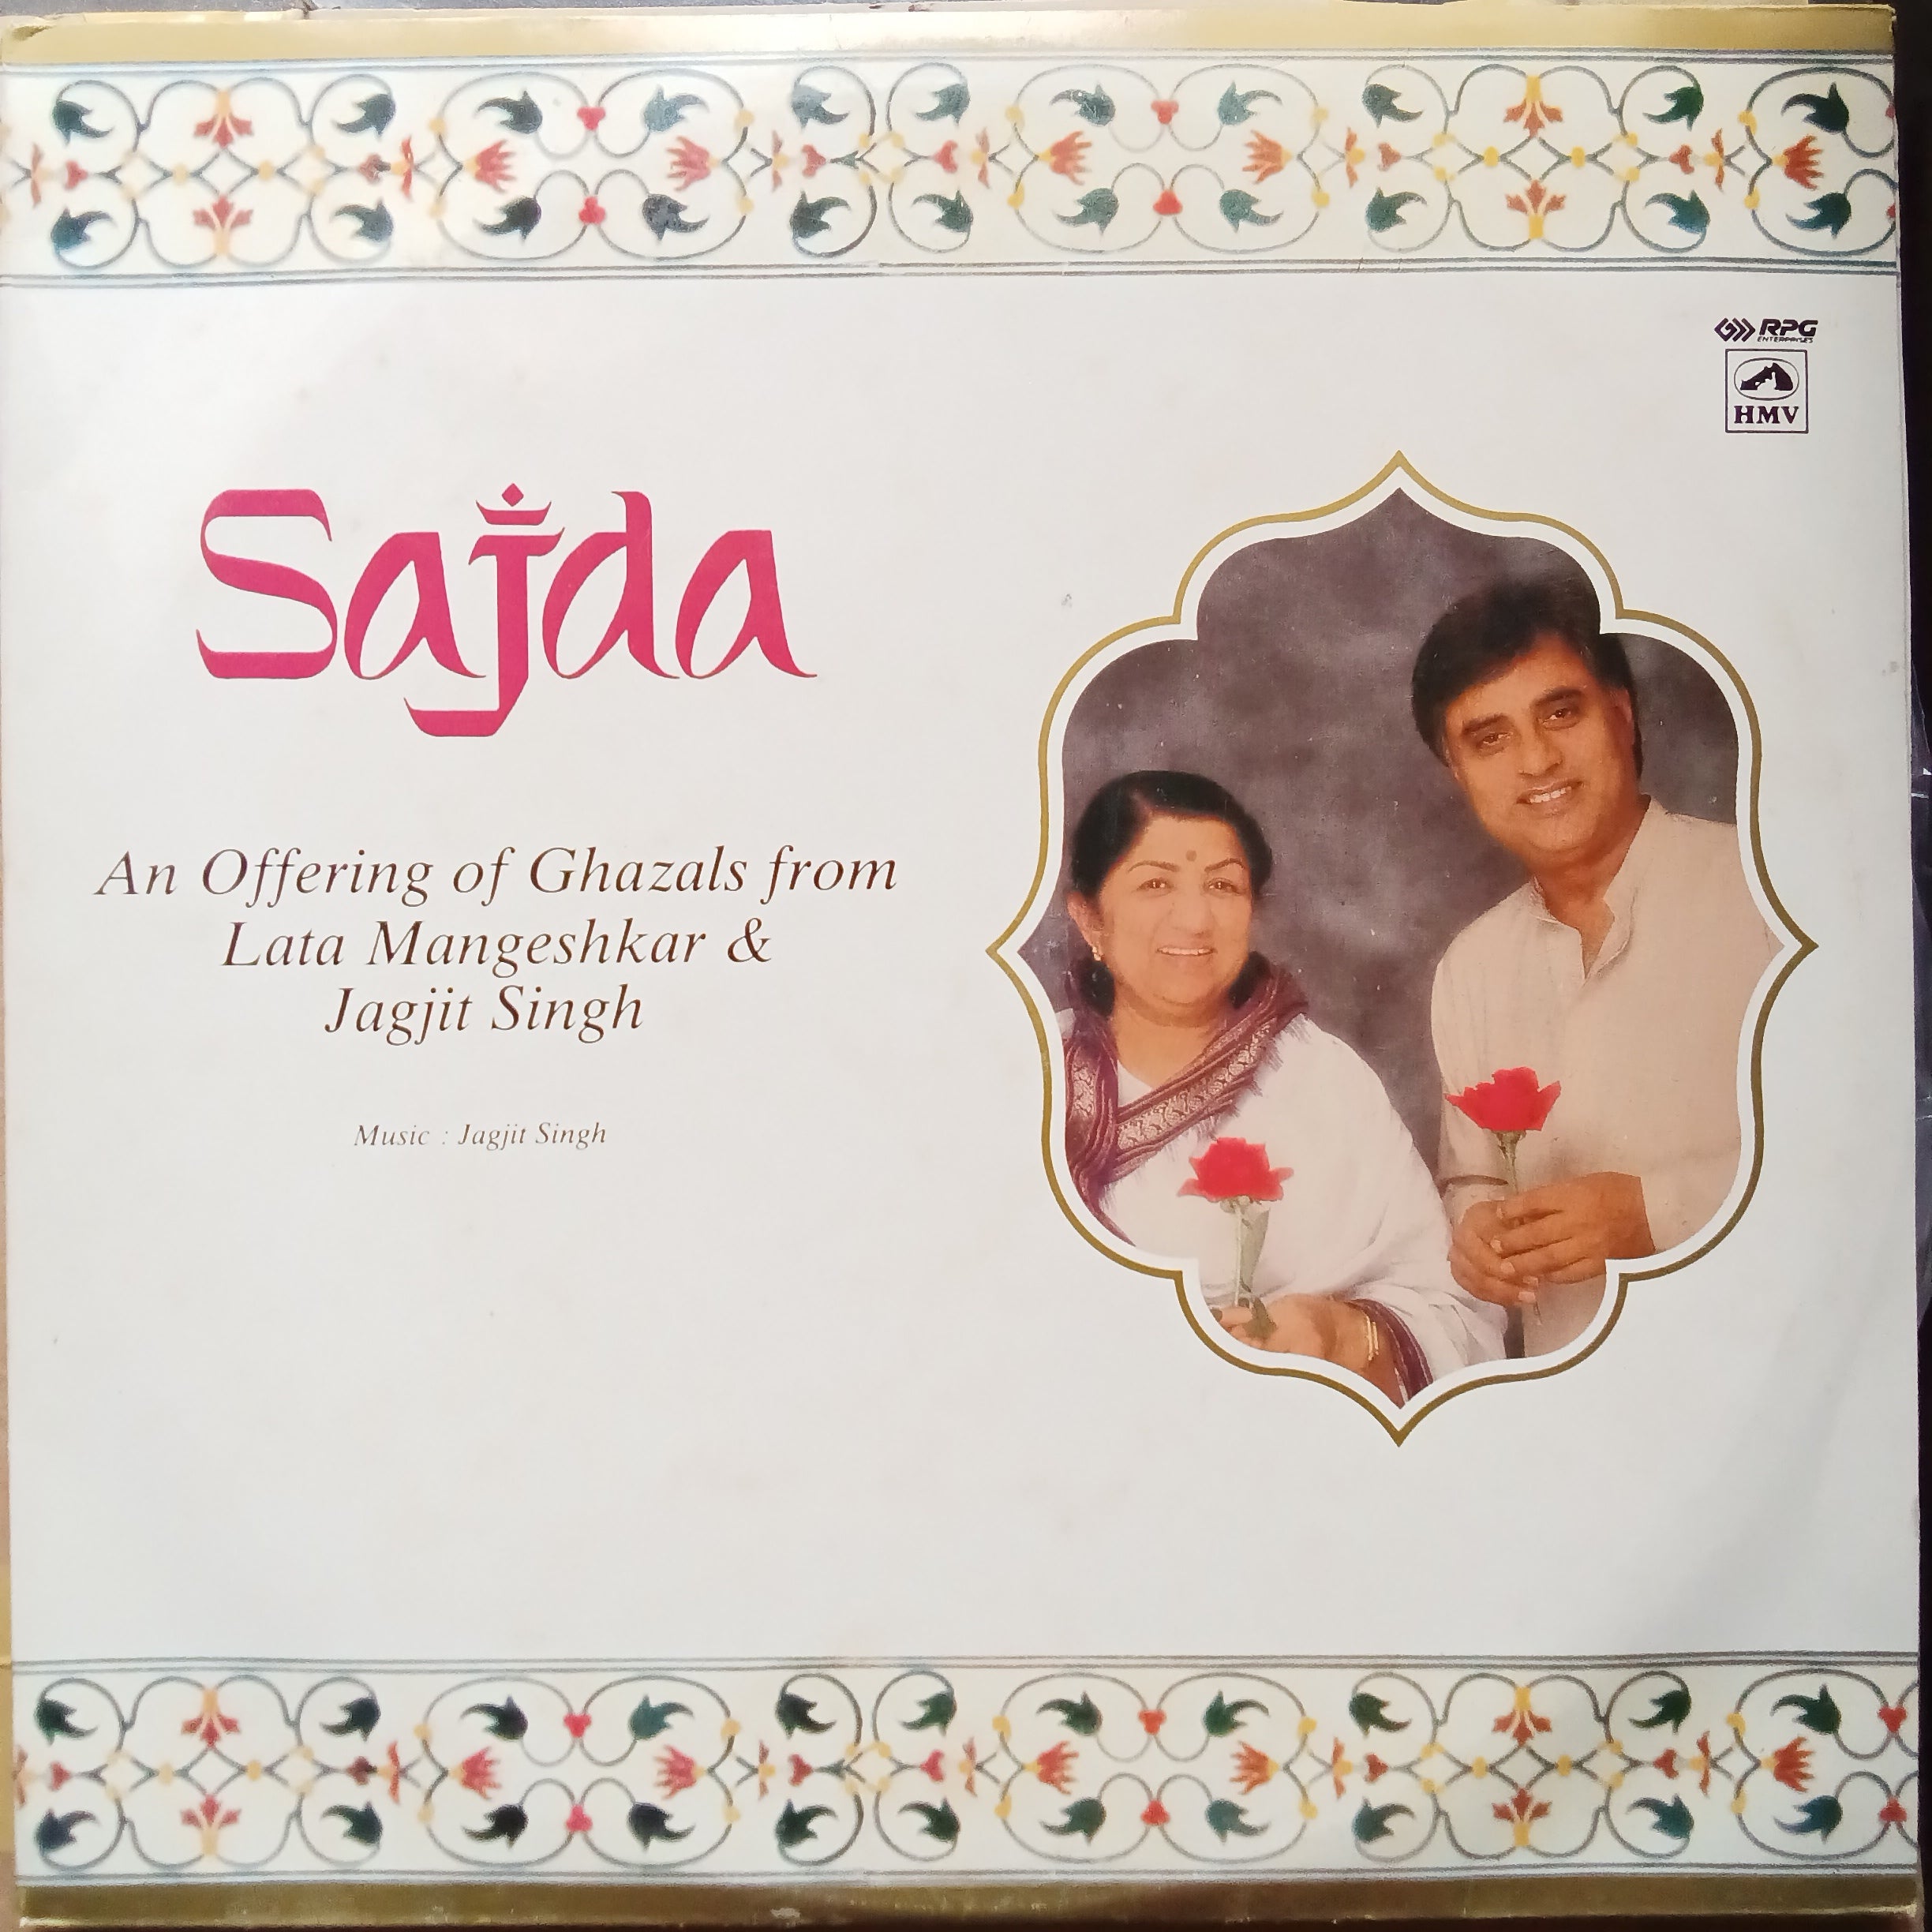 RPG
ENTERPRISES
HMV
Sajda
An Offering of Ghazals from
Lata Mangeshkar &
Jagjit Singh
Music : Jagjit Singh